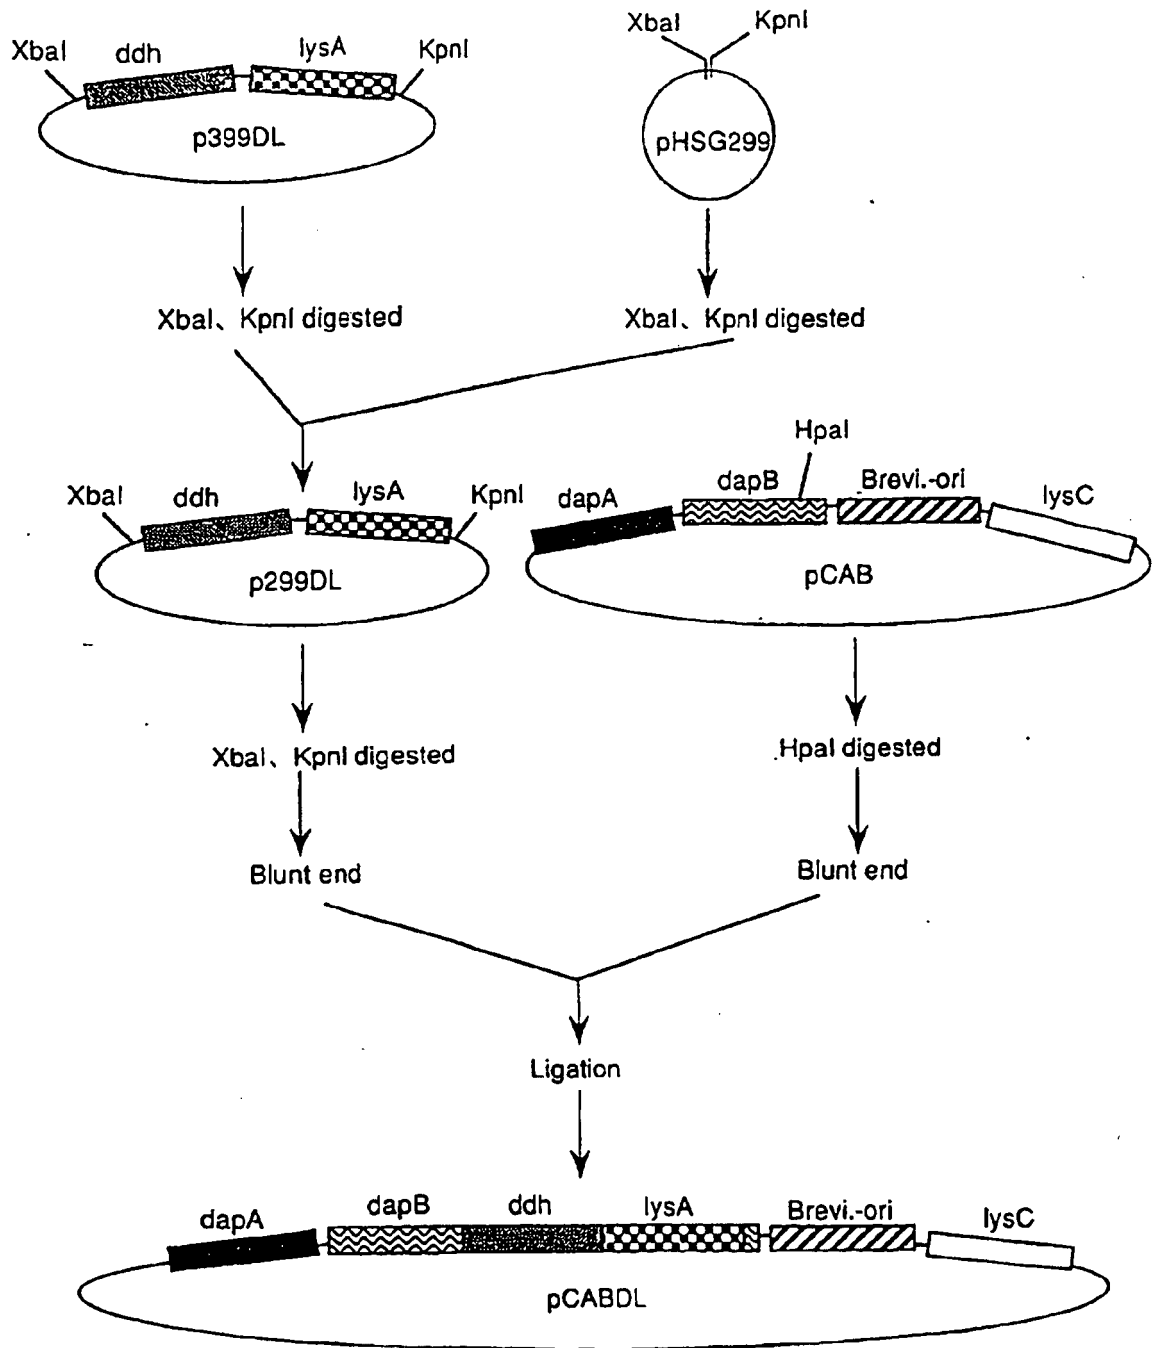 XbaI ddh lysA KpnI
p399DL
XbaI KpnI
pHSG299
XbaI、KpnI digested
XbaI、KpnI digested
XbaI ddh lysA KpnI
p299DL
HpaI
dapA dapB Brevi.-ori lysC
pCAB
XbaI、KpnI digested
HpaI digested
Blunt end
Blunt end
Ligation
dapA dapB ddh lysA Brevi.-ori lysC
pCABDL